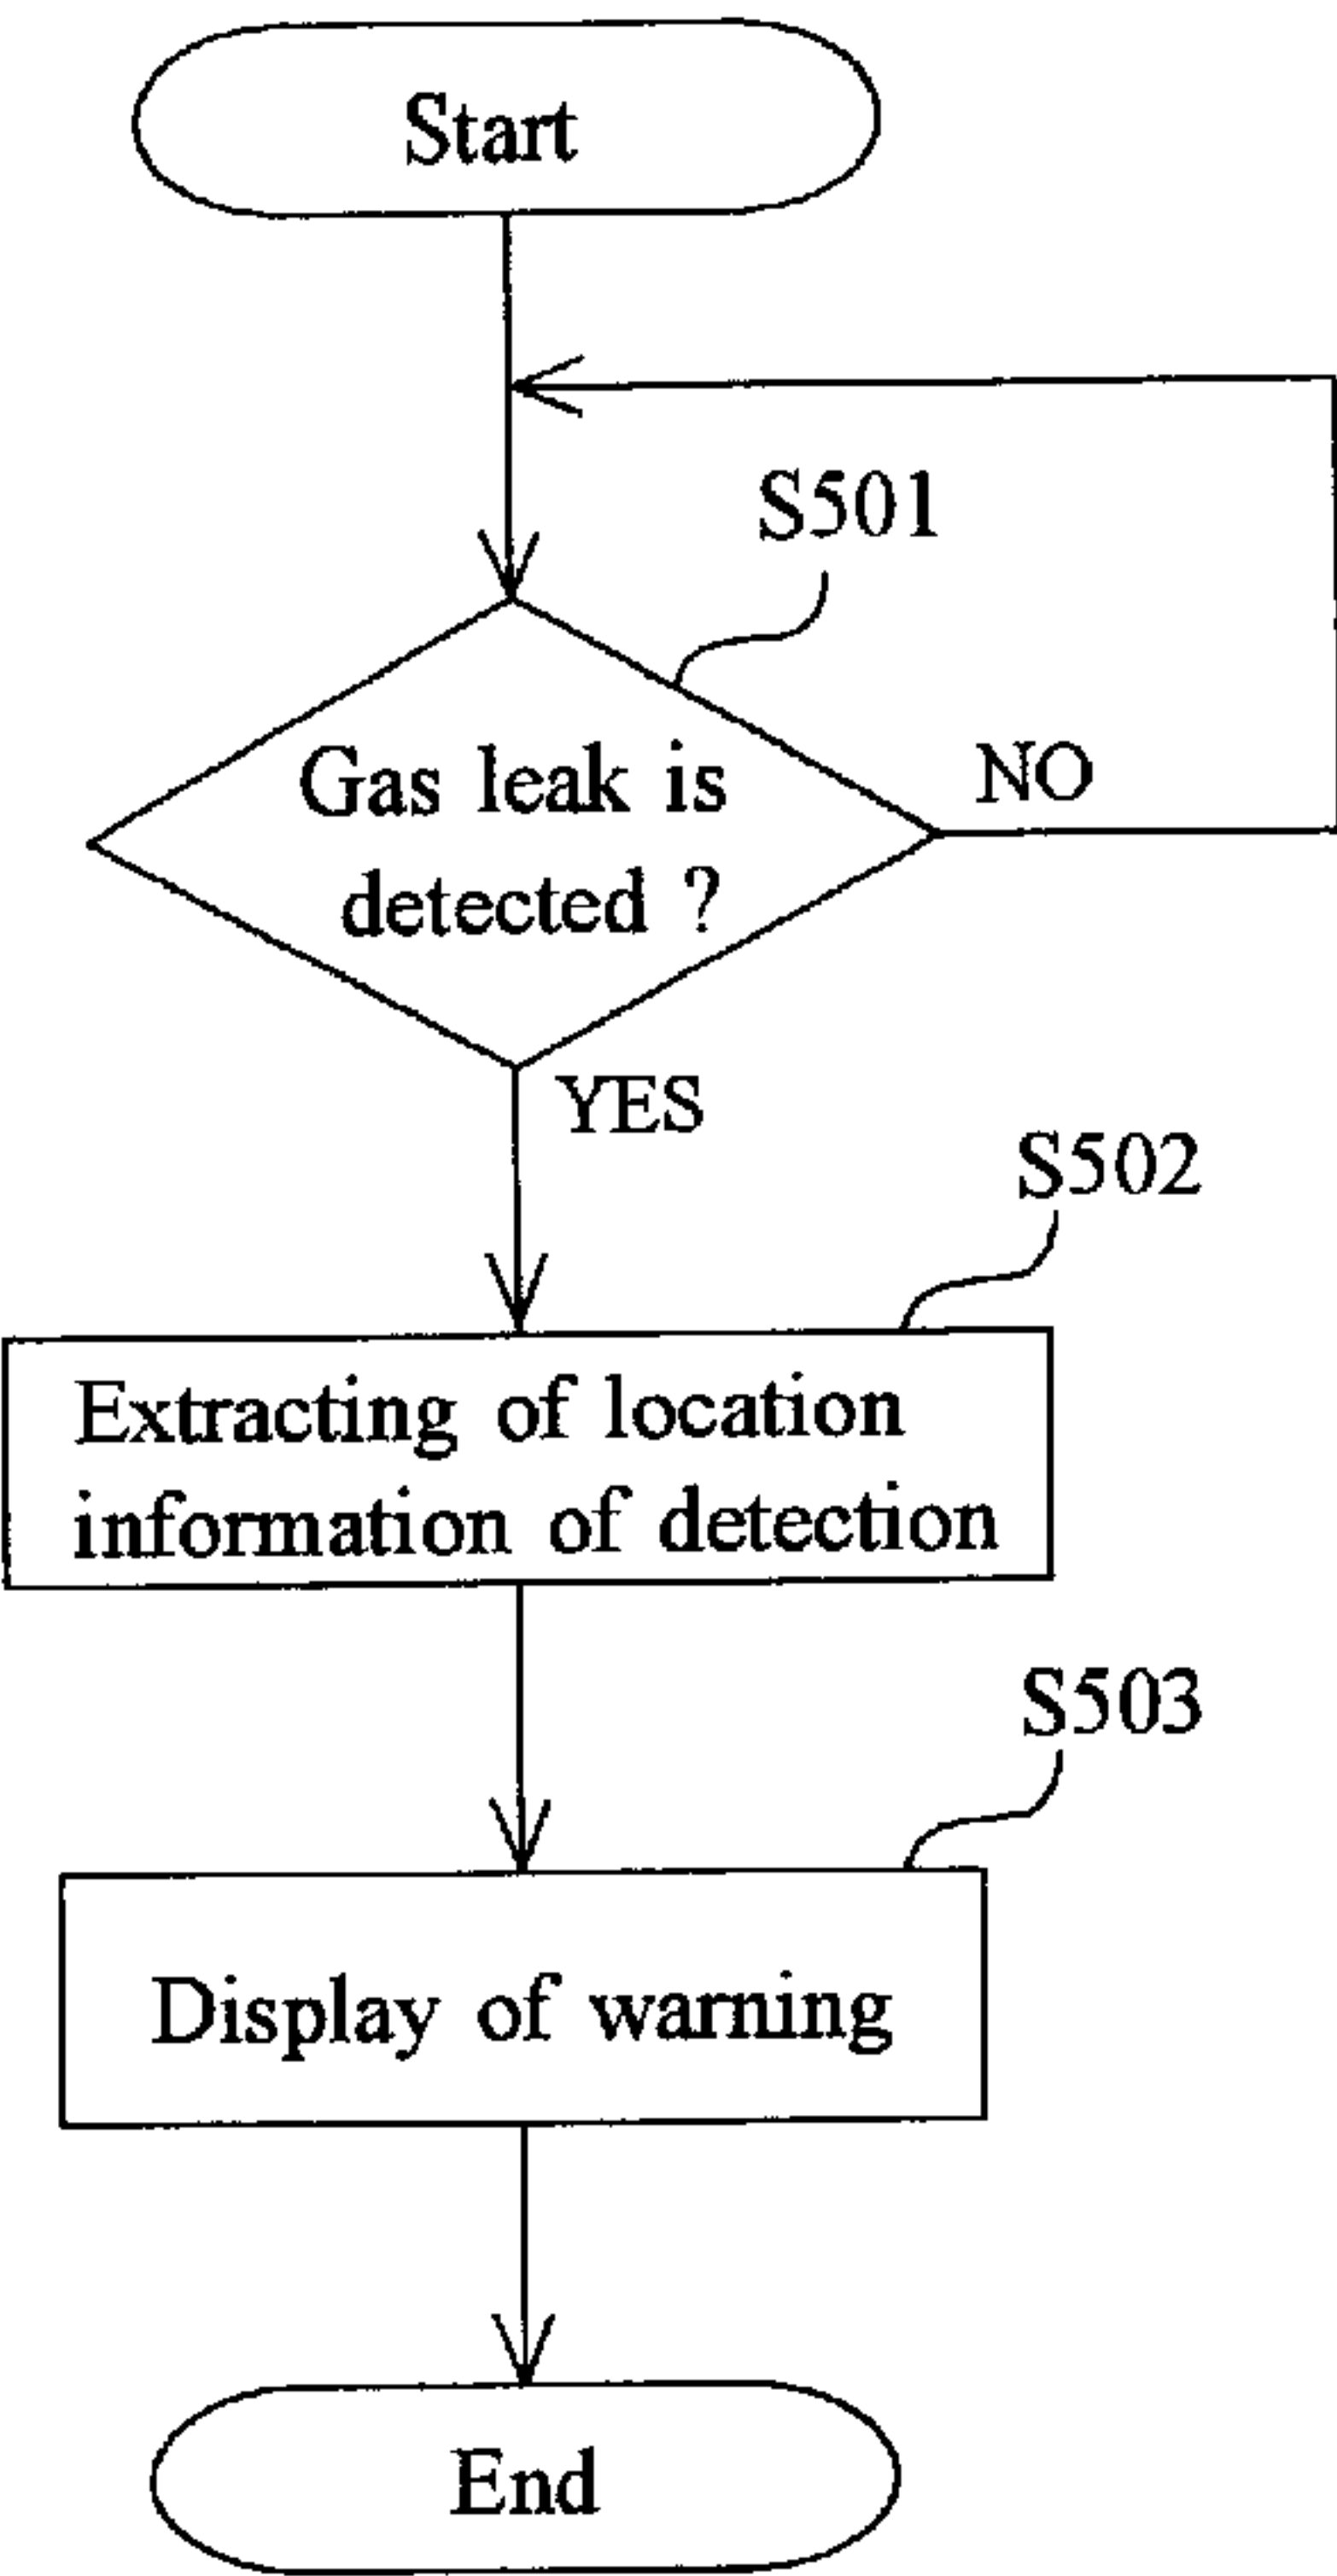 Start
S501
Gas leak is
detected ?
NO
YES
S502
Extracting of location
information of detection
S503
Display of warning
End